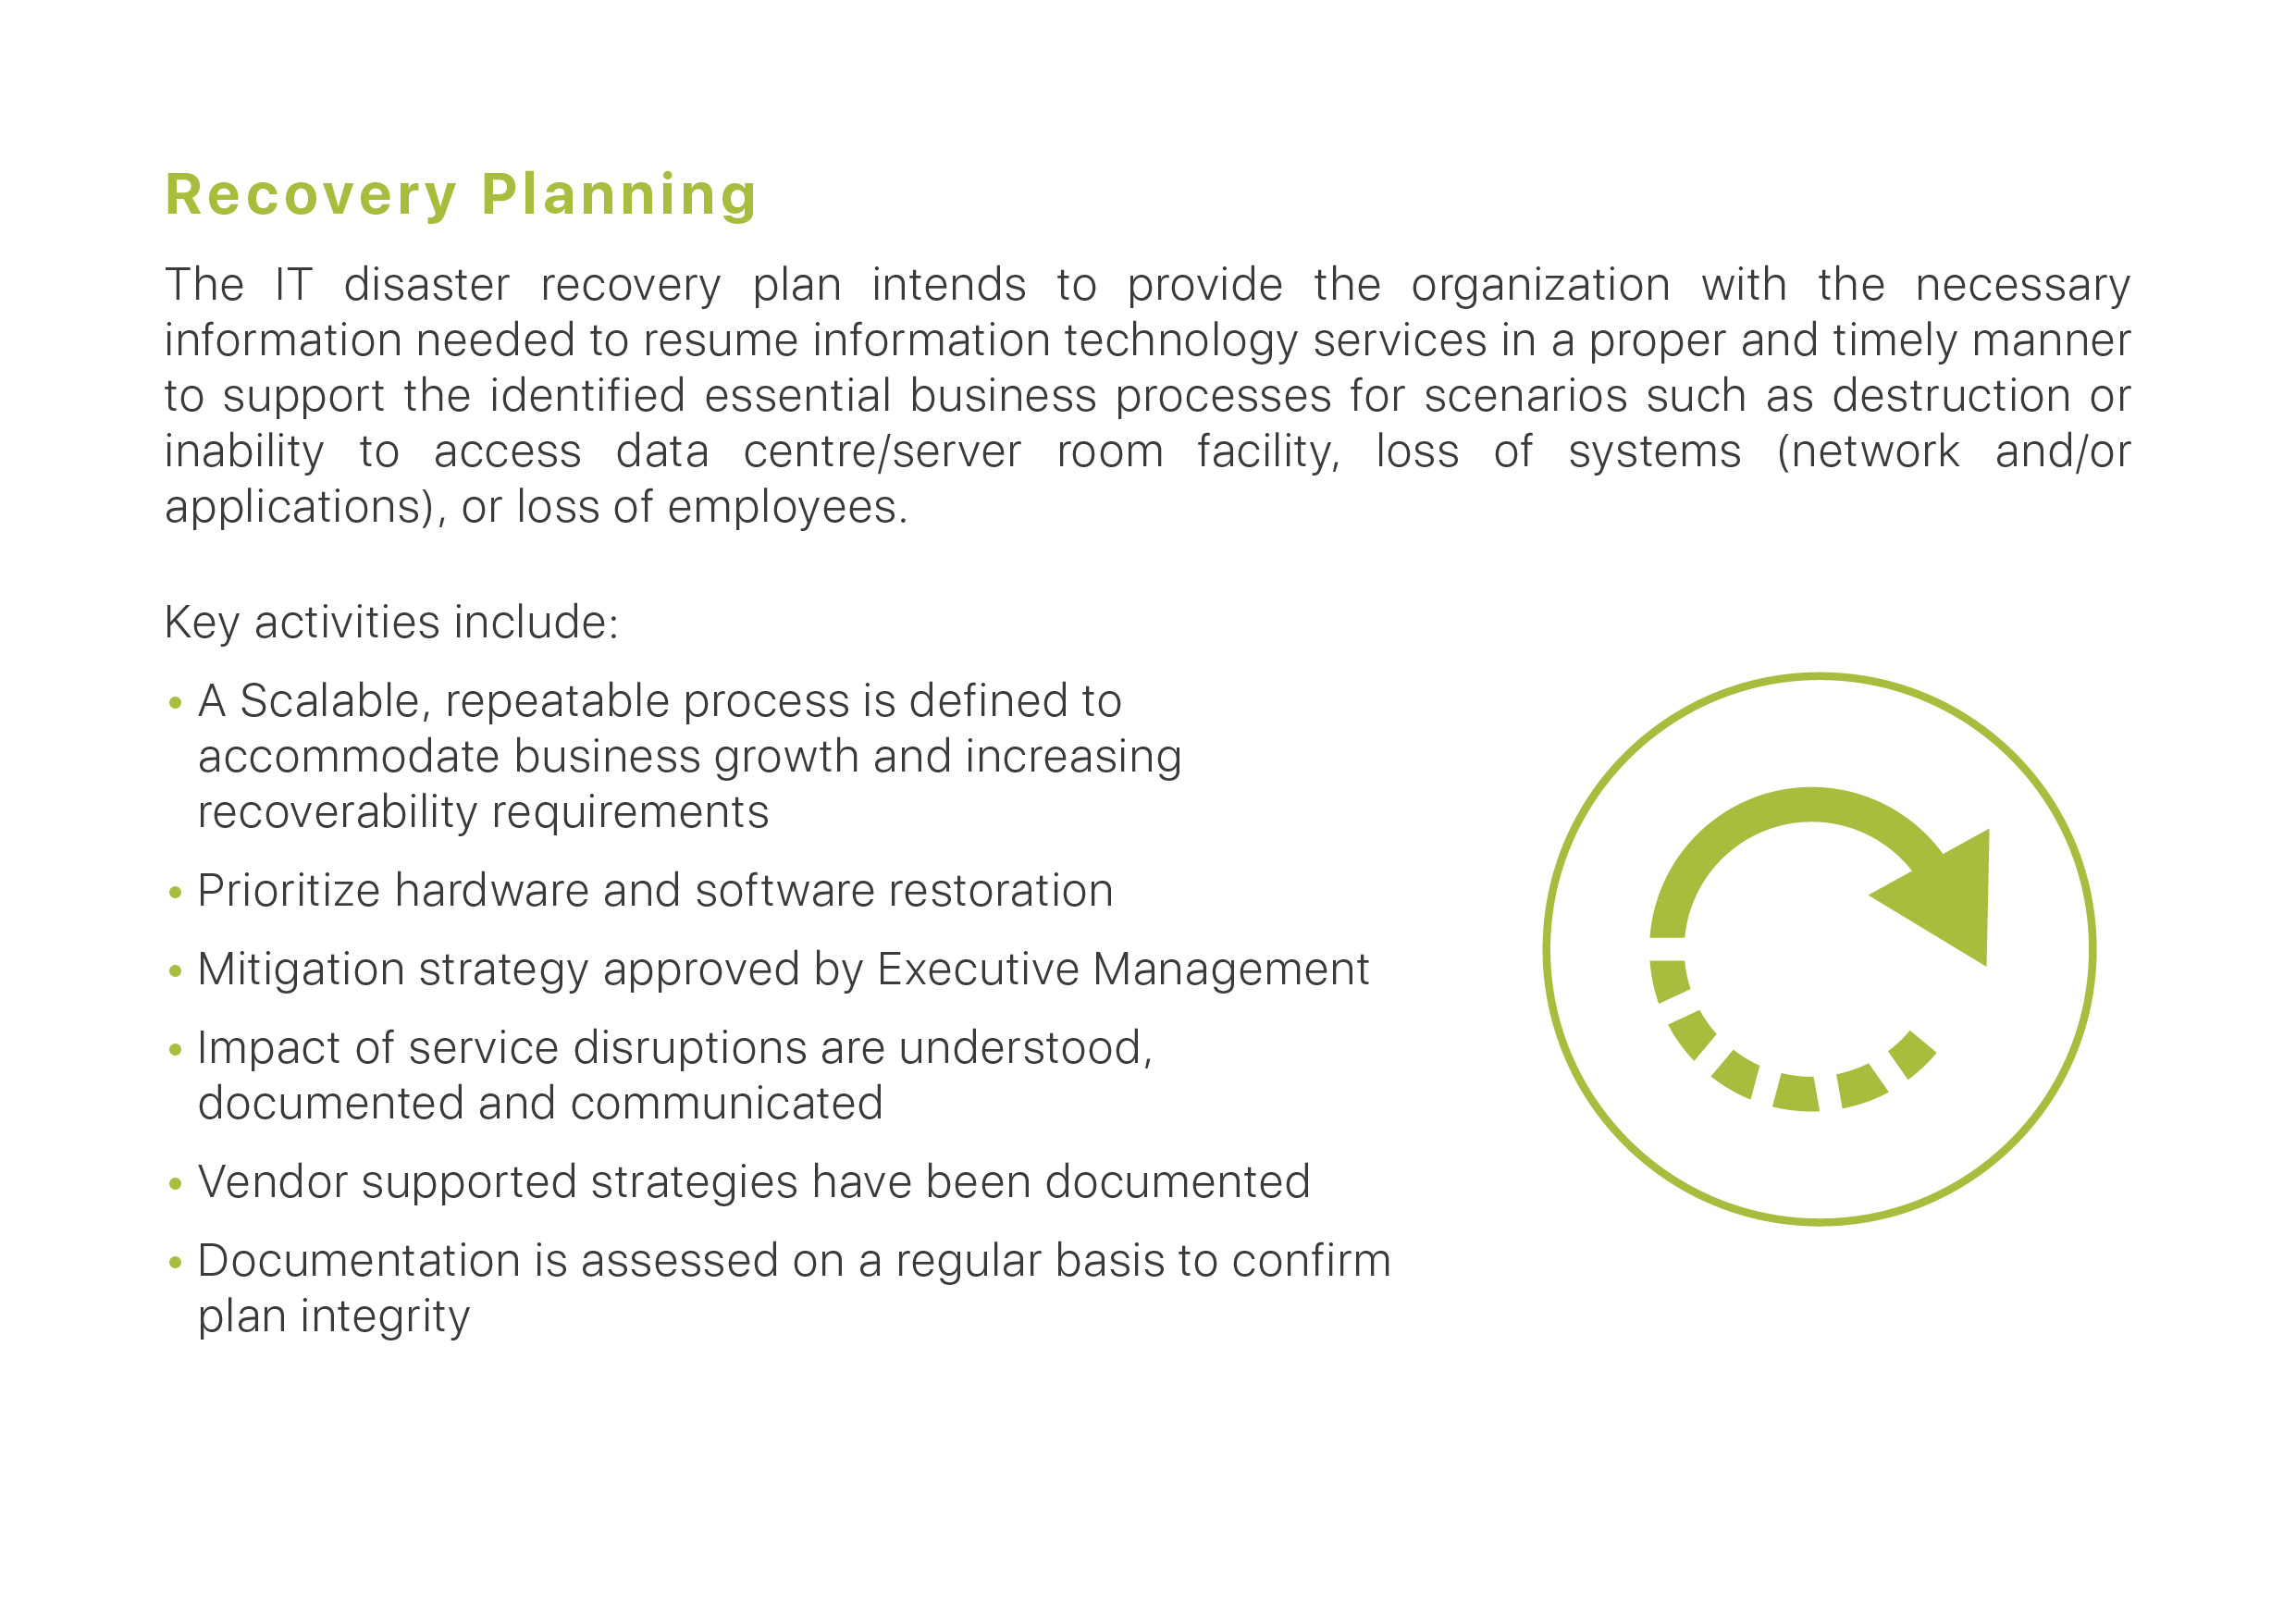 Recovery Planning
The IT disaster recovery plan intends to provide the organization with the necessary
information needed to resume information technology services in a proper and timely manner
to support the identified essential business processes for scenarios such as destruction or
inability to access data centre/server room facility, loss of systems (network and/or
applications), or loss of employees.
Key activities include:
• A Scalable, repeatable process is defined to
accommodate business growth and increasing
recoverability requirements
• Prioritize hardware and software restoration
• Mitigation strategy approved by Executive Management
• Impact of service disruptions are understood,
documented and communicated
• Vendor supported strategies have been documented
• Documentation is assessed on a regular basis to confirm
plan integrity